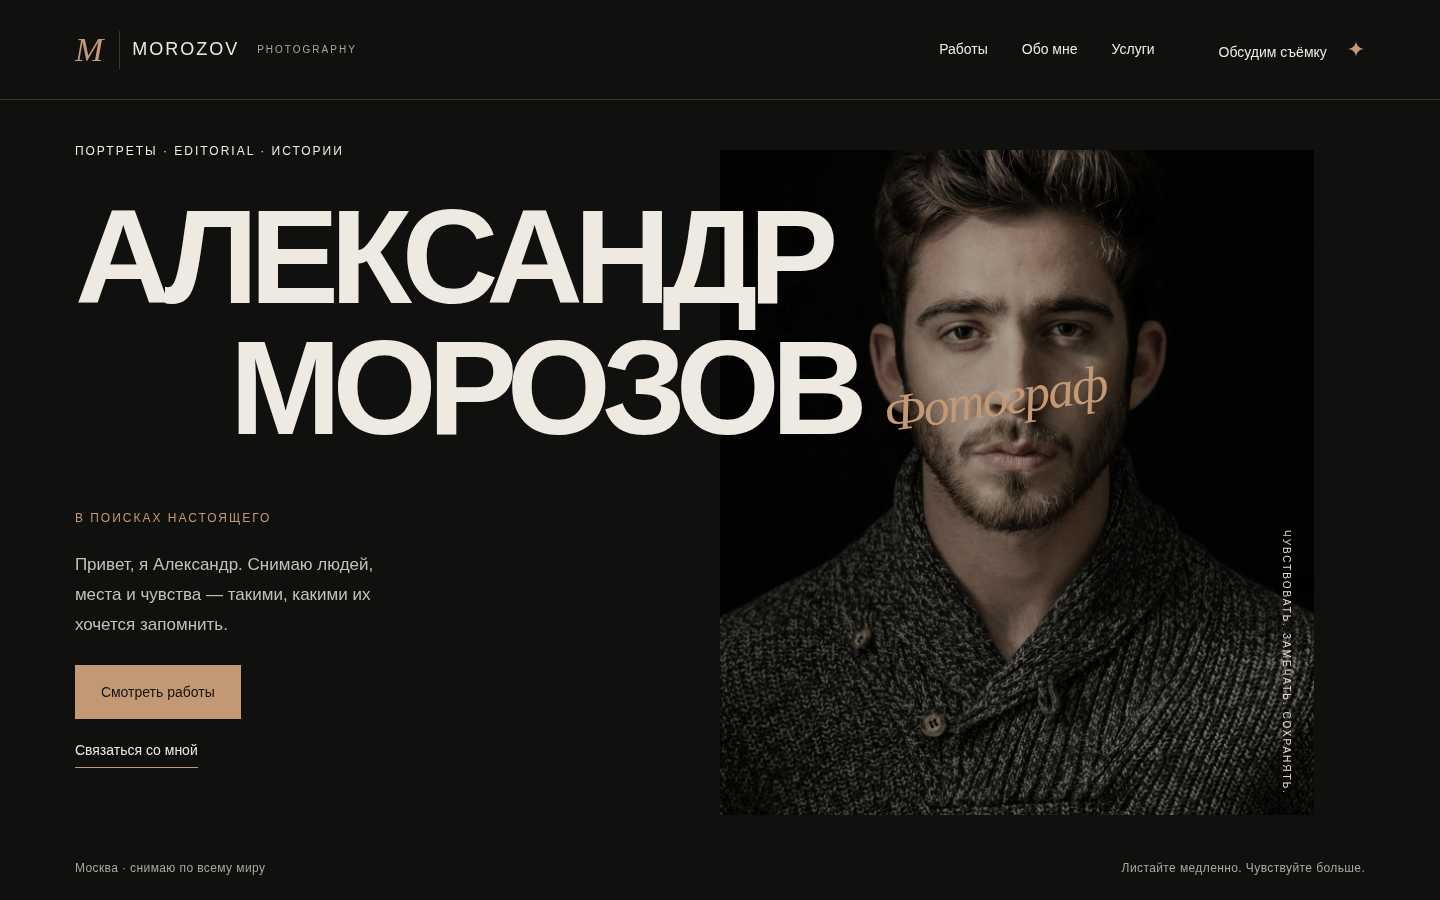 M MOROZOV PHOTOGRAPHY
Работы Обо мне Услуги Обсудим съёмку
ПОРТРЕТЫ · EDITORIAL · ИСТОРИИ
АЛЕКСАНДР
МОРОЗОВ
Фотограф
В ПОИСКАХ НАСТОЯЩЕГО
Привет, я Александр. Снимаю людей,
места и чувства — такими, какими их
хочется запомнить.
Смотреть работы
Связаться со мной
ЧУВСТВОВАТЬ. ЗАМЕЧАТЬ. СОХРАНЯТЬ.
Москва · снимаю по всему миру
Листайте медленно. Чувствуйте больше.